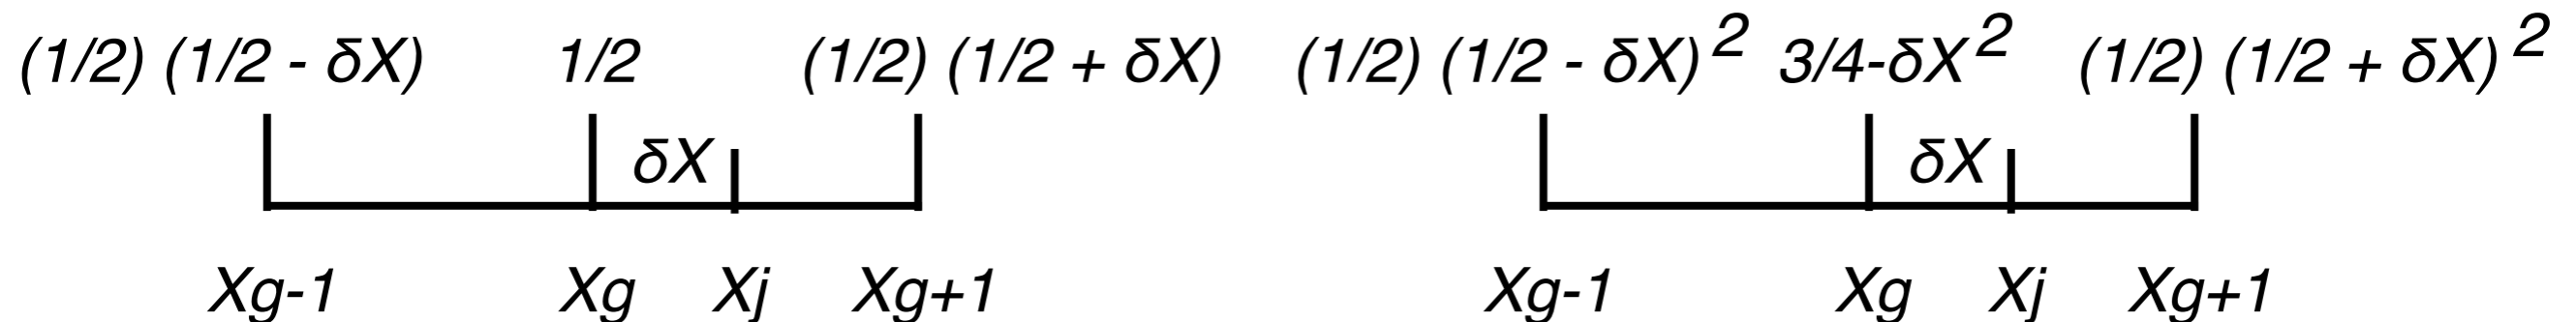 (1/2) (1/2 - δX) 1/2 (1/2) (1/2 + δX)
δX
Xg-1 Xg Xj Xg+1
(1/2) (1/2 - δX)² 3/4-δX² (1/2) (1/2 + δX)²
δX
Xg-1 Xg Xj Xg+1